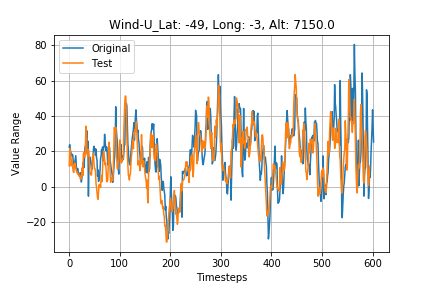 Wind-U_Lat: -49, Long: -3, Alt: 7150.0
Original
Test
Value Range
80
60
40
20
0
−20
0 100 200 300 400 500 600
Timesteps